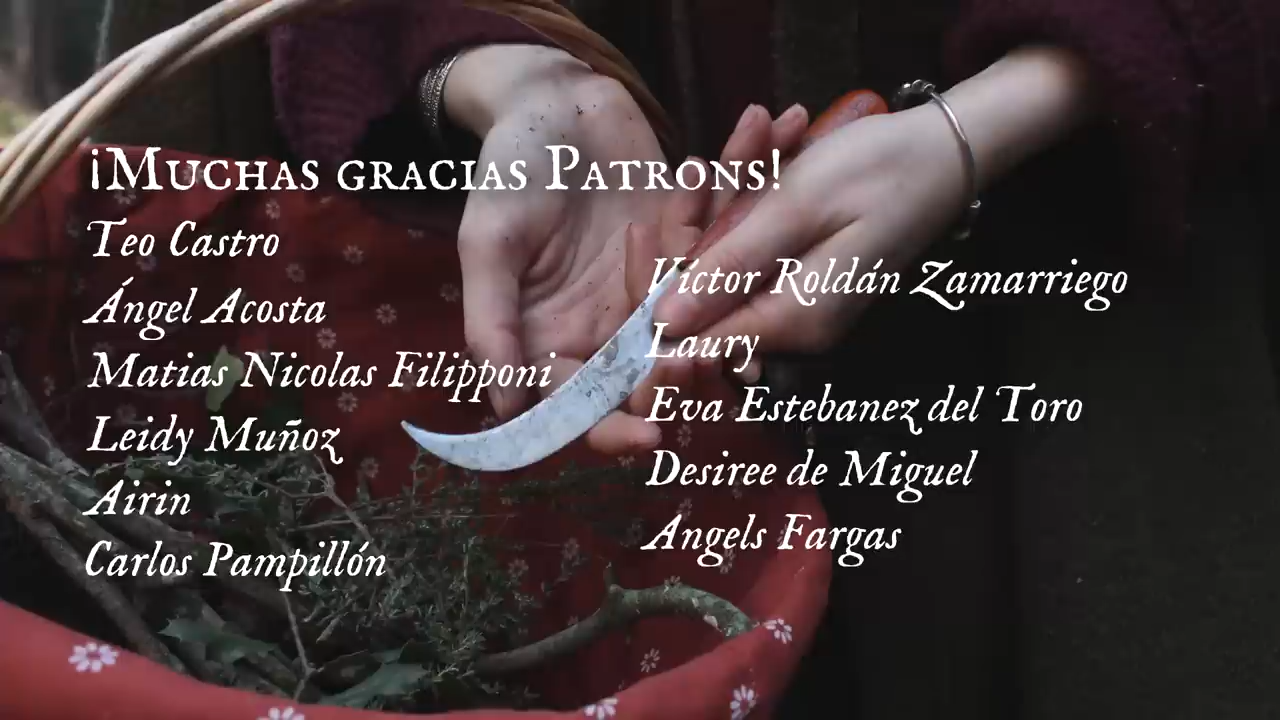 ¡Muchas gracias Patrons!
Teo Castro
Ángel Acosta
Matias Nicolas Filipponi
Leidy Muñoz
Airin
Carlos Pampillón
Víctor Roldán Zamarriego
Laury
Eva Estebanez del Toro
Desiree de Miguel
Angels Fargas